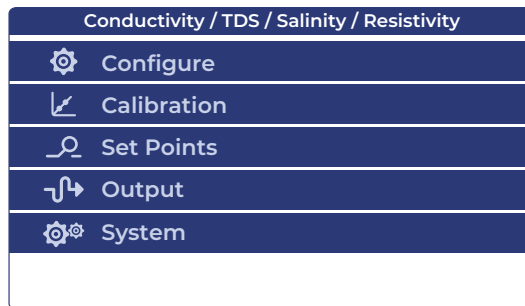 Conductivity / TDS / Salinity / Resistivity
Configure
Calibration
Set Points
Output
System